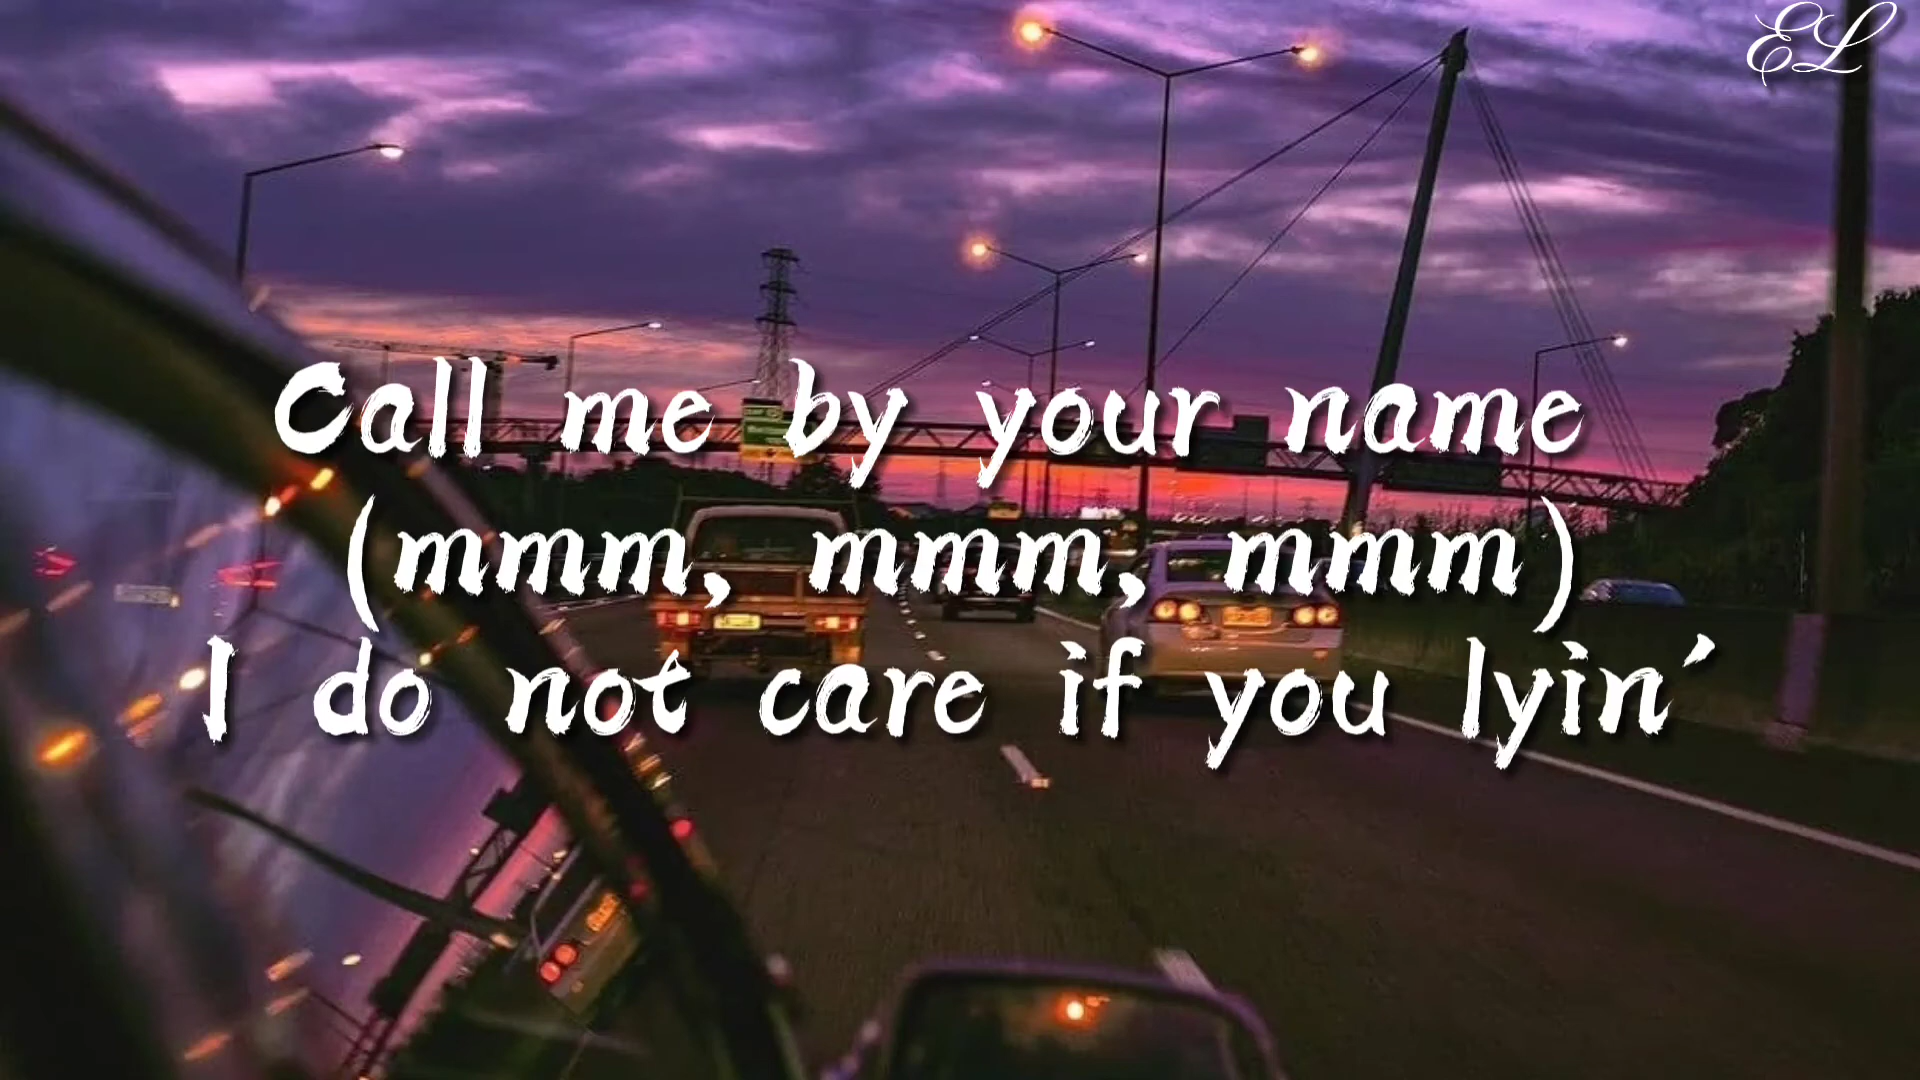 EL
Call me by your name
(mmm, mmm, mmm)
I do not care if you lyin'